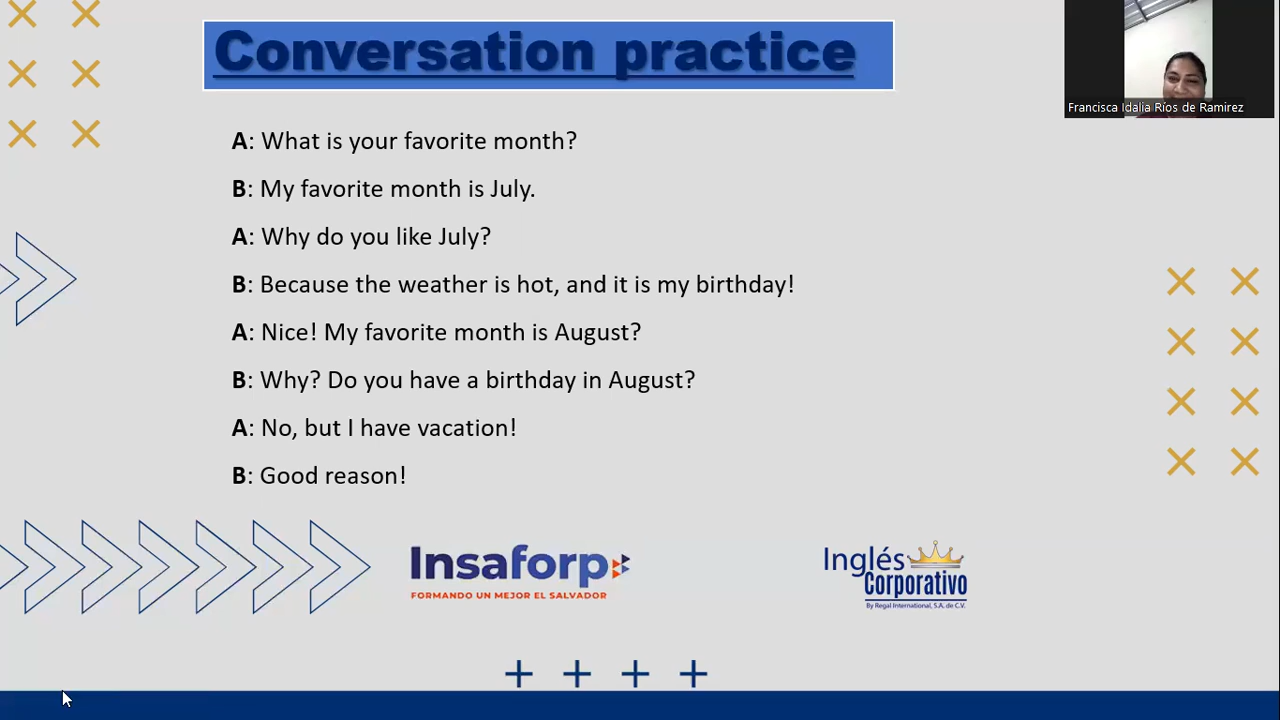 Conversation practice
Francisca Idalia Ríos de Ramirez
A: What is your favorite month?
B: My favorite month is July.
A: Why do you like July?
B: Because the weather is hot, and it is my birthday!
A: Nice! My favorite month is August?
B: Why? Do you have a birthday in August?
A: No, but I have vacation!
B: Good reason!
Insaforp
FORMANDO UN MEJOR EL SALVADOR
Inglés
Corporativo
By Regal International, S.A. de C.V.